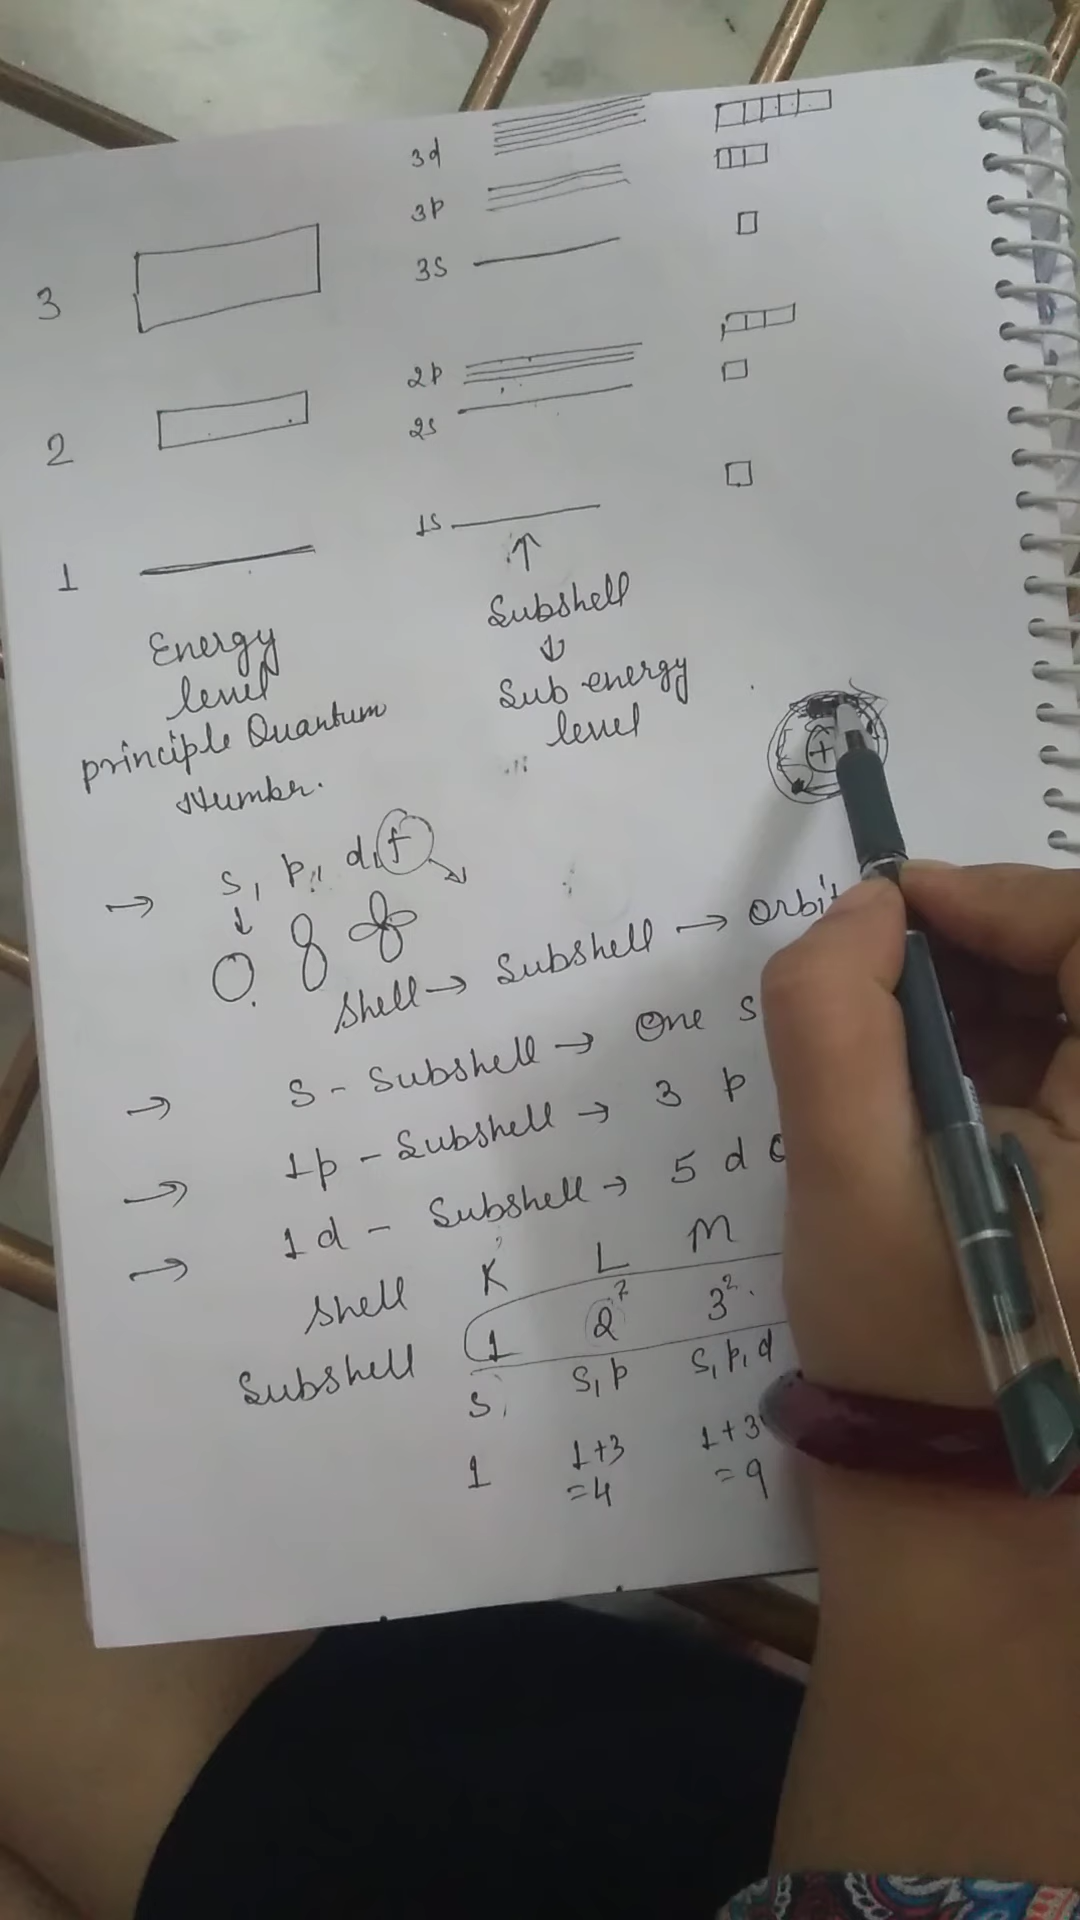 3d
3p
3s
3
2p
2s
2
1s
1
Subshell
Energy level
Sub energy level
principle Quantum Number.
s, p, d, f
Shell → Subshell → Orbit
→ S - Subshell → One s
→ 1p - Subshell → 3 p
→ 1d - Subshell → 5 d
Shell K L M
1 2² 3²
Subshell s, s, p s, p, d
1 1+3 1+3
=4 =9
+